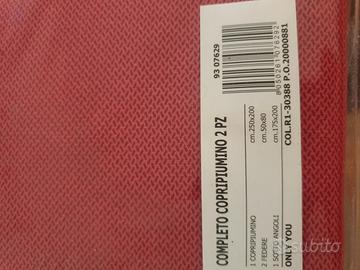 93 07629
8050261076292
COMPLETO COPRIPIUMINO 2 PZ
1 COPRIPIUMINO cm.250x200
2 FEDERE cm.50x80
1 SOTTO ANGOLI cm.175x200
ONLY YOU COL.R1-30388 P.O.20000881
subito